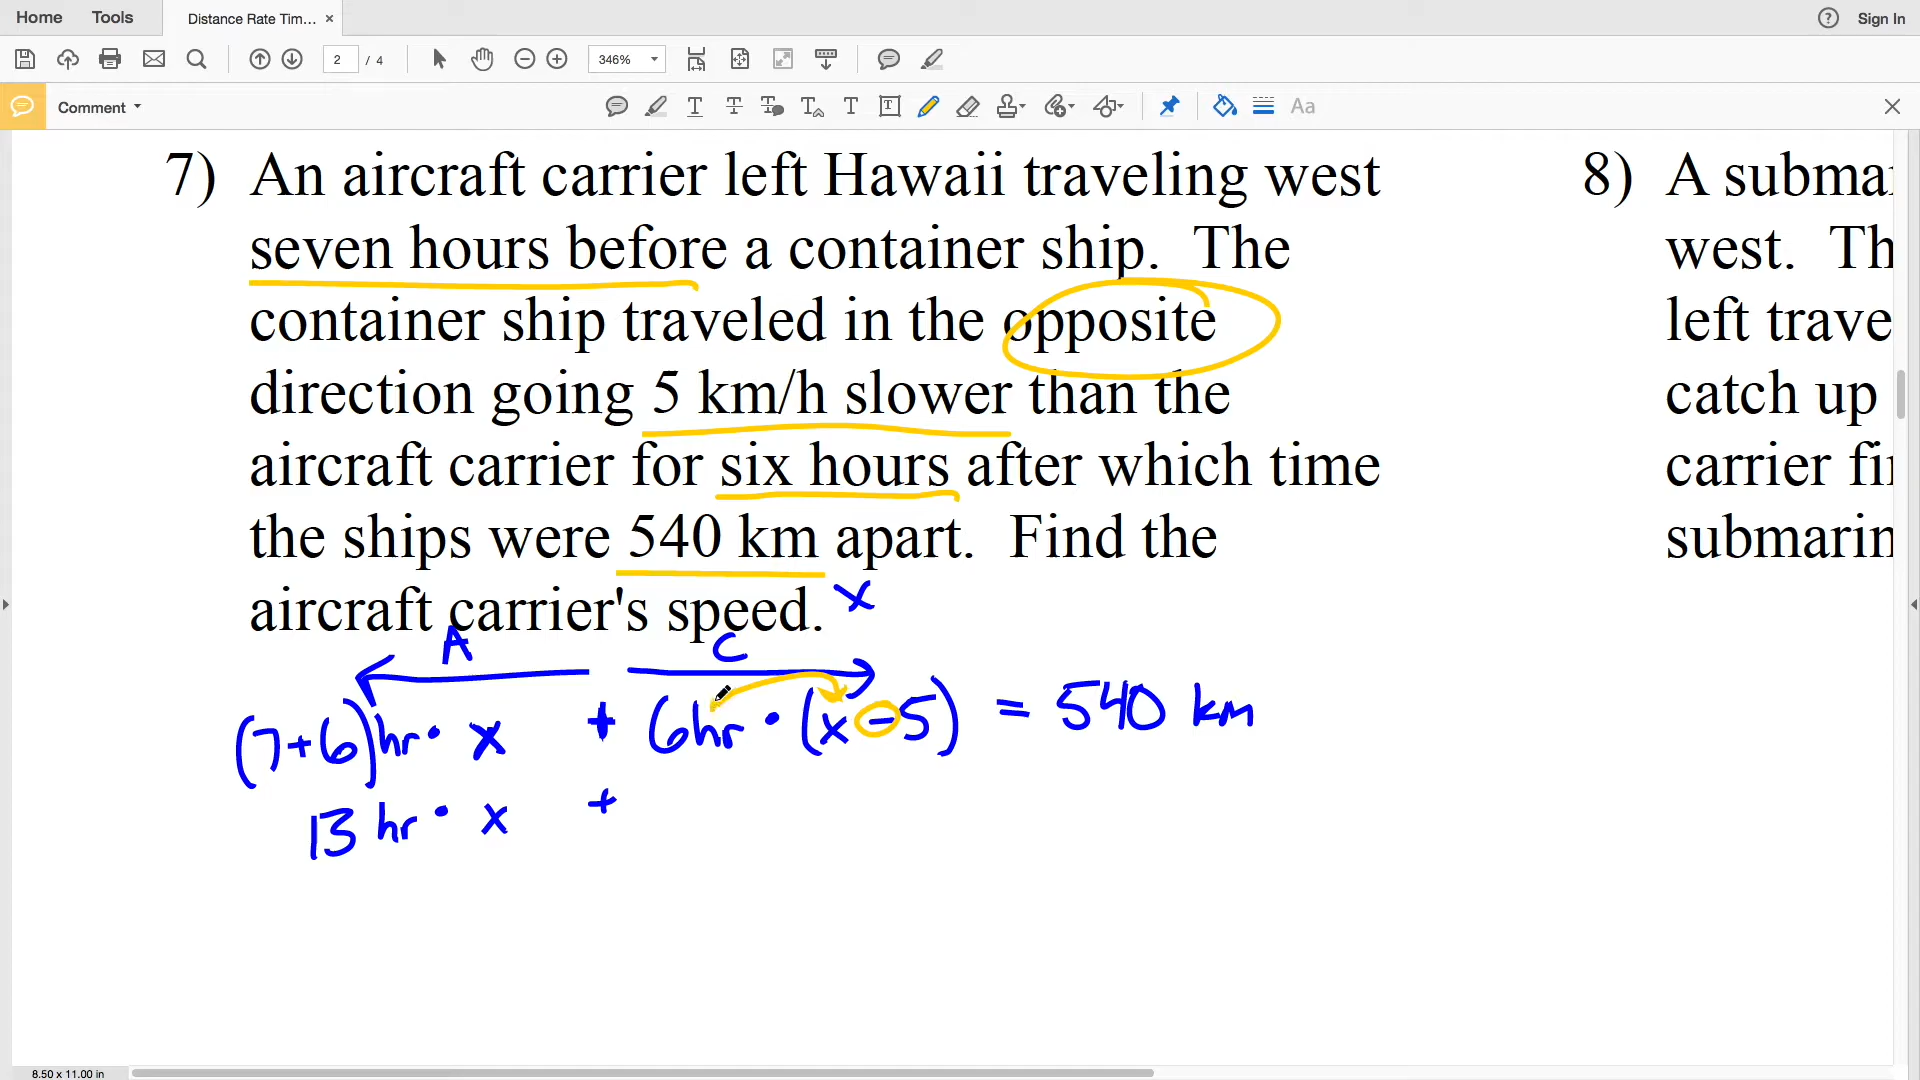 Home Tools Distance Rate Tim... × ? Sign In
2 / 4 346%
Comment T T T T T T Aa
7) An aircraft carrier left Hawaii traveling west
seven hours before a container ship. The
container ship traveled in the opposite
direction going 5 km/h slower than the
aircraft carrier for six hours after which time
the ships were 540 km apart. Find the
aircraft carrier's speed. x
A C
(7+6)hr • x + (6hr • (x-5) = 540 km
13 hr • x +
8) A submar
west. Th
left trave
catch up
carrier fi
submarin
8.50 x 11.00 in